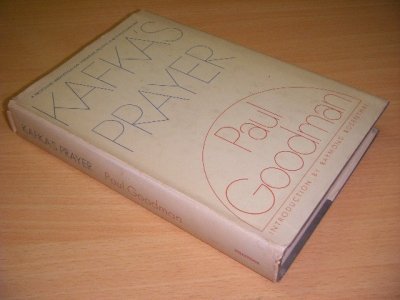 KAFKA'S
PRAYER
Paul
Goodman
INTRODUCTION BY RAYMOND ROSENTHAL
KAFKA'S PRAYER Paul Goodman